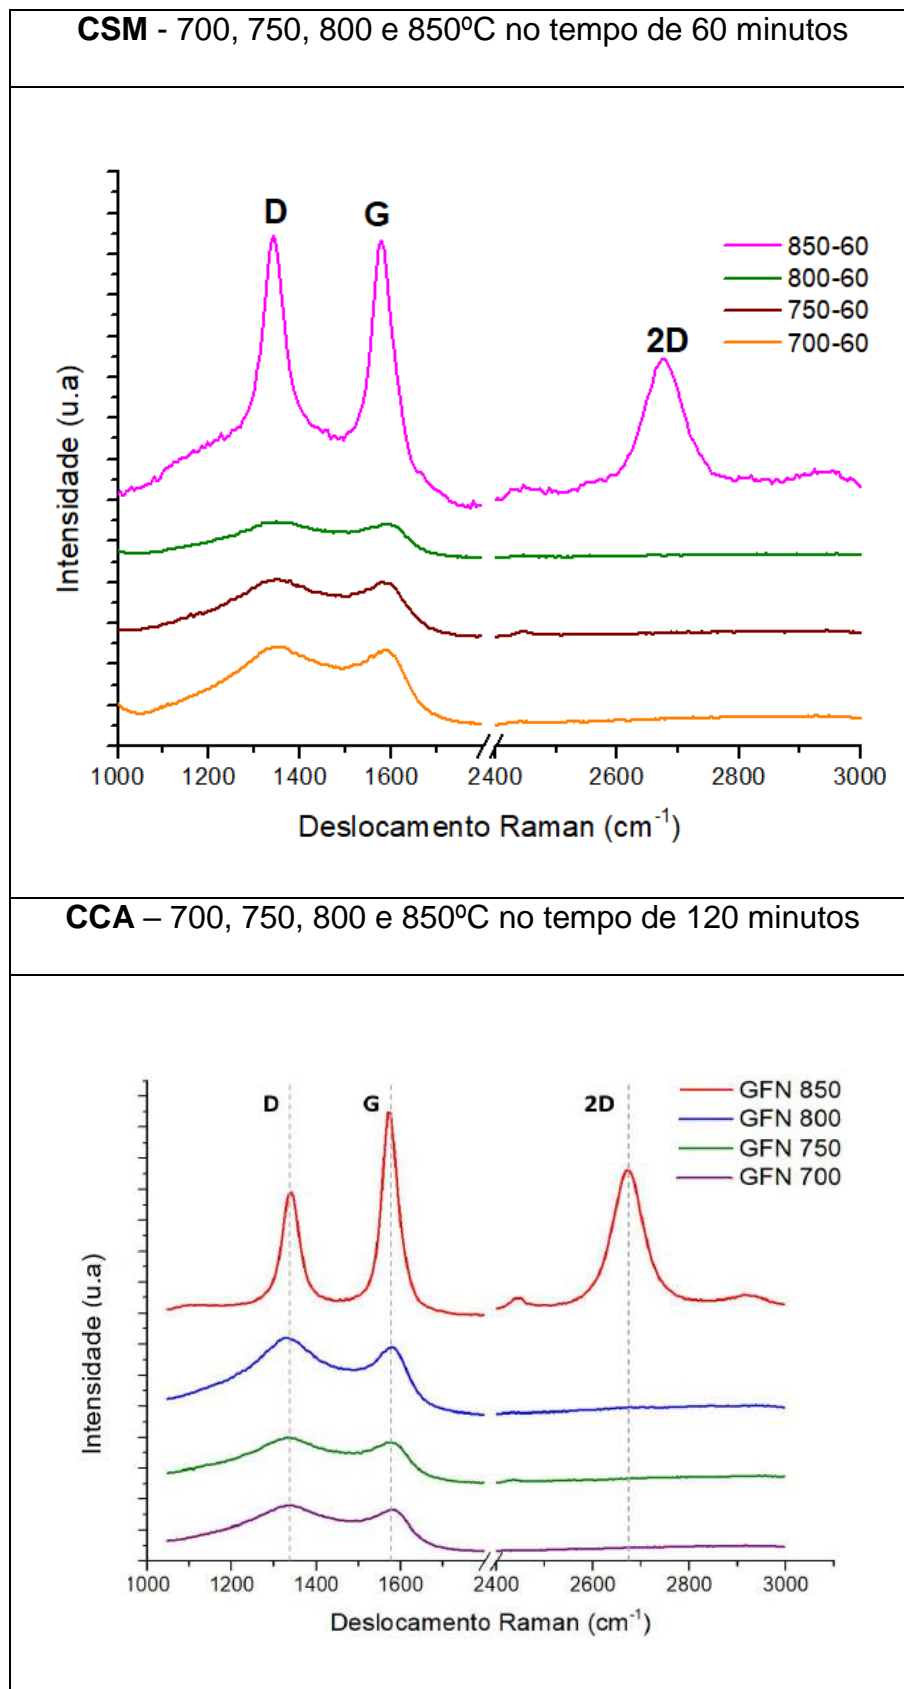 CSM - 700, 750, 800 e 850ºC no tempo de 60 minutos
D
G
2D
850-60
800-60
750-60
700-60
Intensidade (u.a)
1000 1200 1400 1600 2400 2600 2800 3000
Deslocamento Raman (cm⁻¹)
CCA – 700, 750, 800 e 850ºC no tempo de 120 minutos
D
G
2D
GFN 850
GFN 800
GFN 750
GFN 700
Intensidade (u.a)
1000 1200 1400 1600 2400 2600 2800 3000
Deslocamento Raman (cm⁻¹)